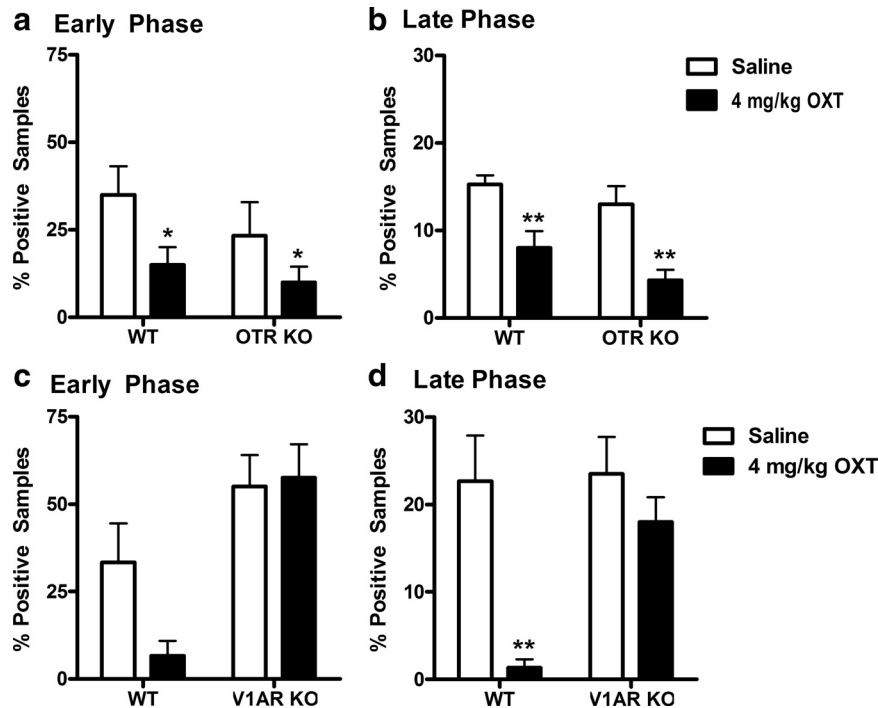 a Early Phase
% Positive Samples
75
50
25
0
*
*
WT
OTR KO
b Late Phase
% Positive Samples
30
20
10
0
**
**
WT
OTR KO
Saline
4 mg/kg OXT
c Early Phase
% Positive Samples
75
50
25
0
WT
V1AR KO
d Late Phase
% Positive Samples
30
20
10
0
**
WT
V1AR KO
Saline
4 mg/kg OXT